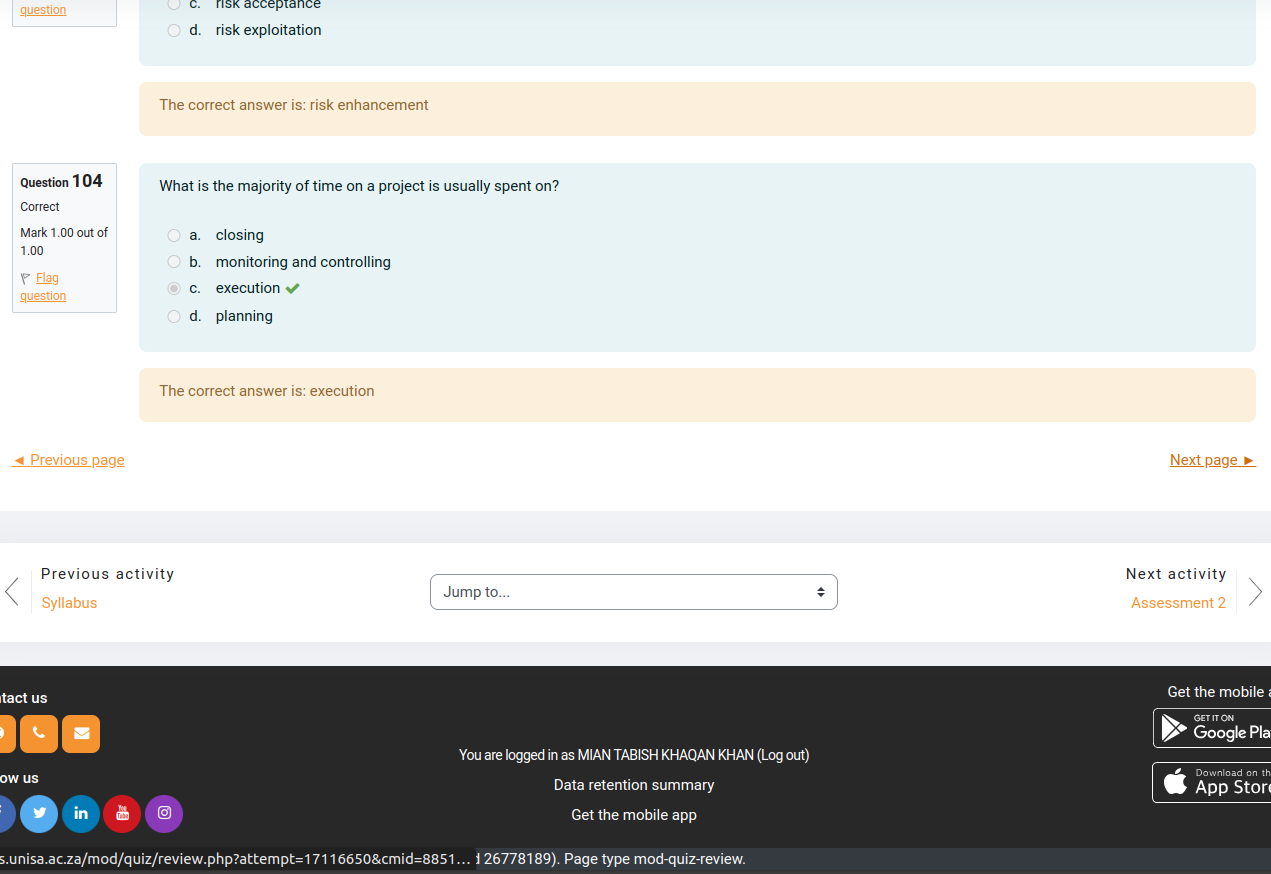 question
c. risk acceptance
d. risk exploitation
The correct answer is: risk enhancement
Question 104
Correct
Mark 1.00 out of
1.00
Flag
question
What is the majority of time on a project is usually spent on?
a. closing
b. monitoring and controlling
c. execution
d. planning
The correct answer is: execution
◄ Previous page
Next page ►
Previous activity
Syllabus
Jump to...
Next activity
Assessment 2
tact us
ow us
You are logged in as MIAN TABISH KHAQAN KHAN (Log out)
Data retention summary
Get the mobile app
Get the mobile a
GET IT ON
Google Pla
Download on th
App Store
s.unisa.ac.za/mod/quiz/review.php?attempt=17116650&cmid=8851... d 26778189). Page type mod-quiz-review.